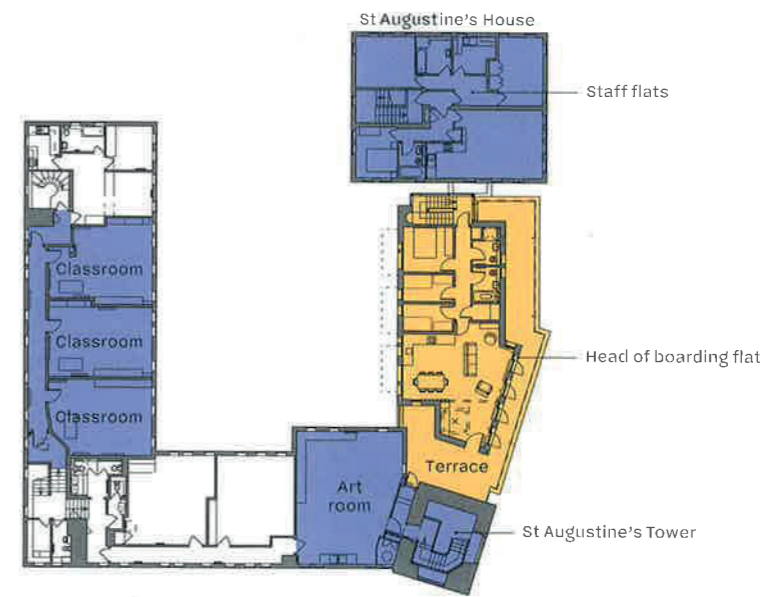 St Augustine's House
Staff flats
Classroom
Classroom
Head of boarding flat
Classroom
Terrace
Art
room
St Augustine's Tower